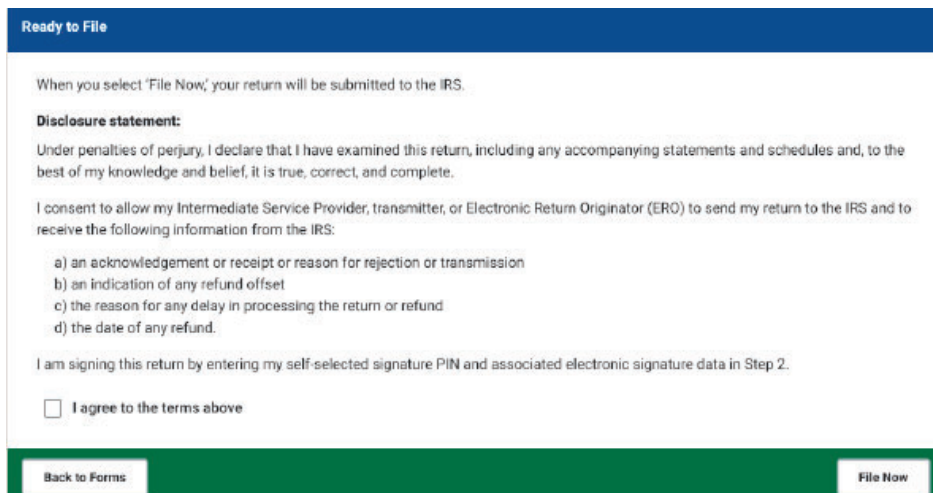 Ready to File
When you select 'File Now,' your return will be submitted to the IRS.
Disclosure statement:
Under penalties of perjury, I declare that I have examined this return, including any accompanying statements and schedules and, to the
best of my knowledge and belief, it is true, correct, and complete.
I consent to allow my Intermediate Service Provider, transmitter, or Electronic Return Originator (ERO) to send my return to the IRS and to
receive the following information from the IRS:
a) an acknowledgement or receipt or reason for rejection or transmission
b) an indication of any refund offset
c) the reason for any delay in processing the return or refund
d) the date of any refund.
I am signing this return by entering my self-selected signature PIN and associated electronic signature data in Step 2.
I agree to the terms above
Back to Forms
File Now